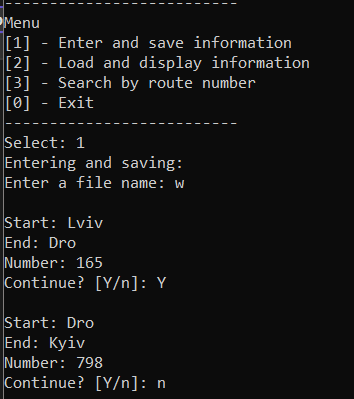 --------------------------
Menu
[1] - Enter and save information
[2] - Load and display information
[3] - Search by route number
[0] - Exit
--------------------------
Select: 1
Entering and saving:
Enter a file name: w

Start: Lviv
End: Dro
Number: 165
Continue? [Y/n]: Y

Start: Dro
End: Kyiv
Number: 798
Continue? [Y/n]: n